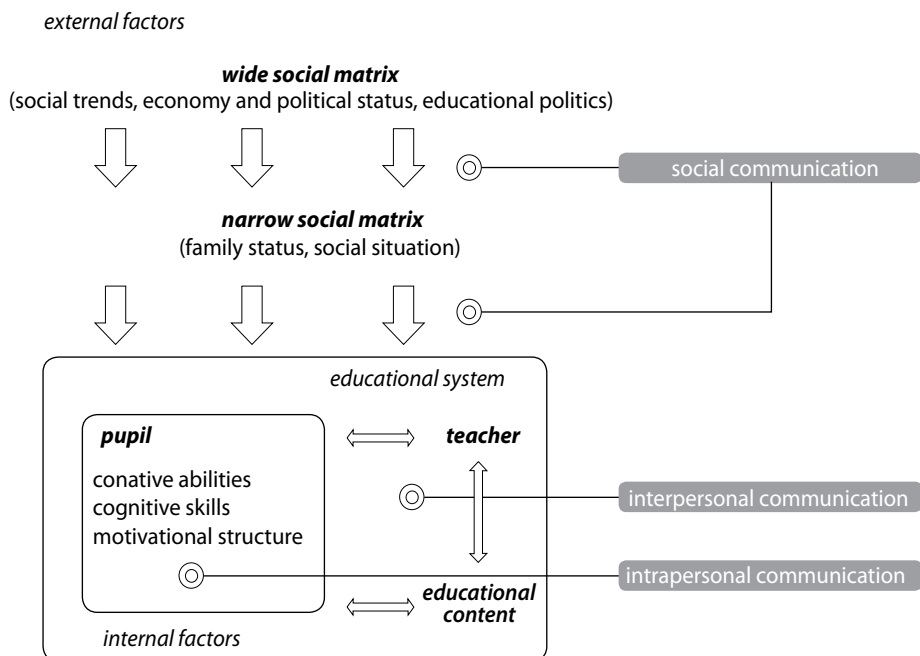 external factors
wide social matrix
(social trends, economy and political status, educational politics)
social communication
narrow social matrix
(family status, social situation)
educational system
pupil
teacher
conative abilities
cognitive skills
motivational structure
interpersonal communication
intrapersonal communication
educational
content
internal factors